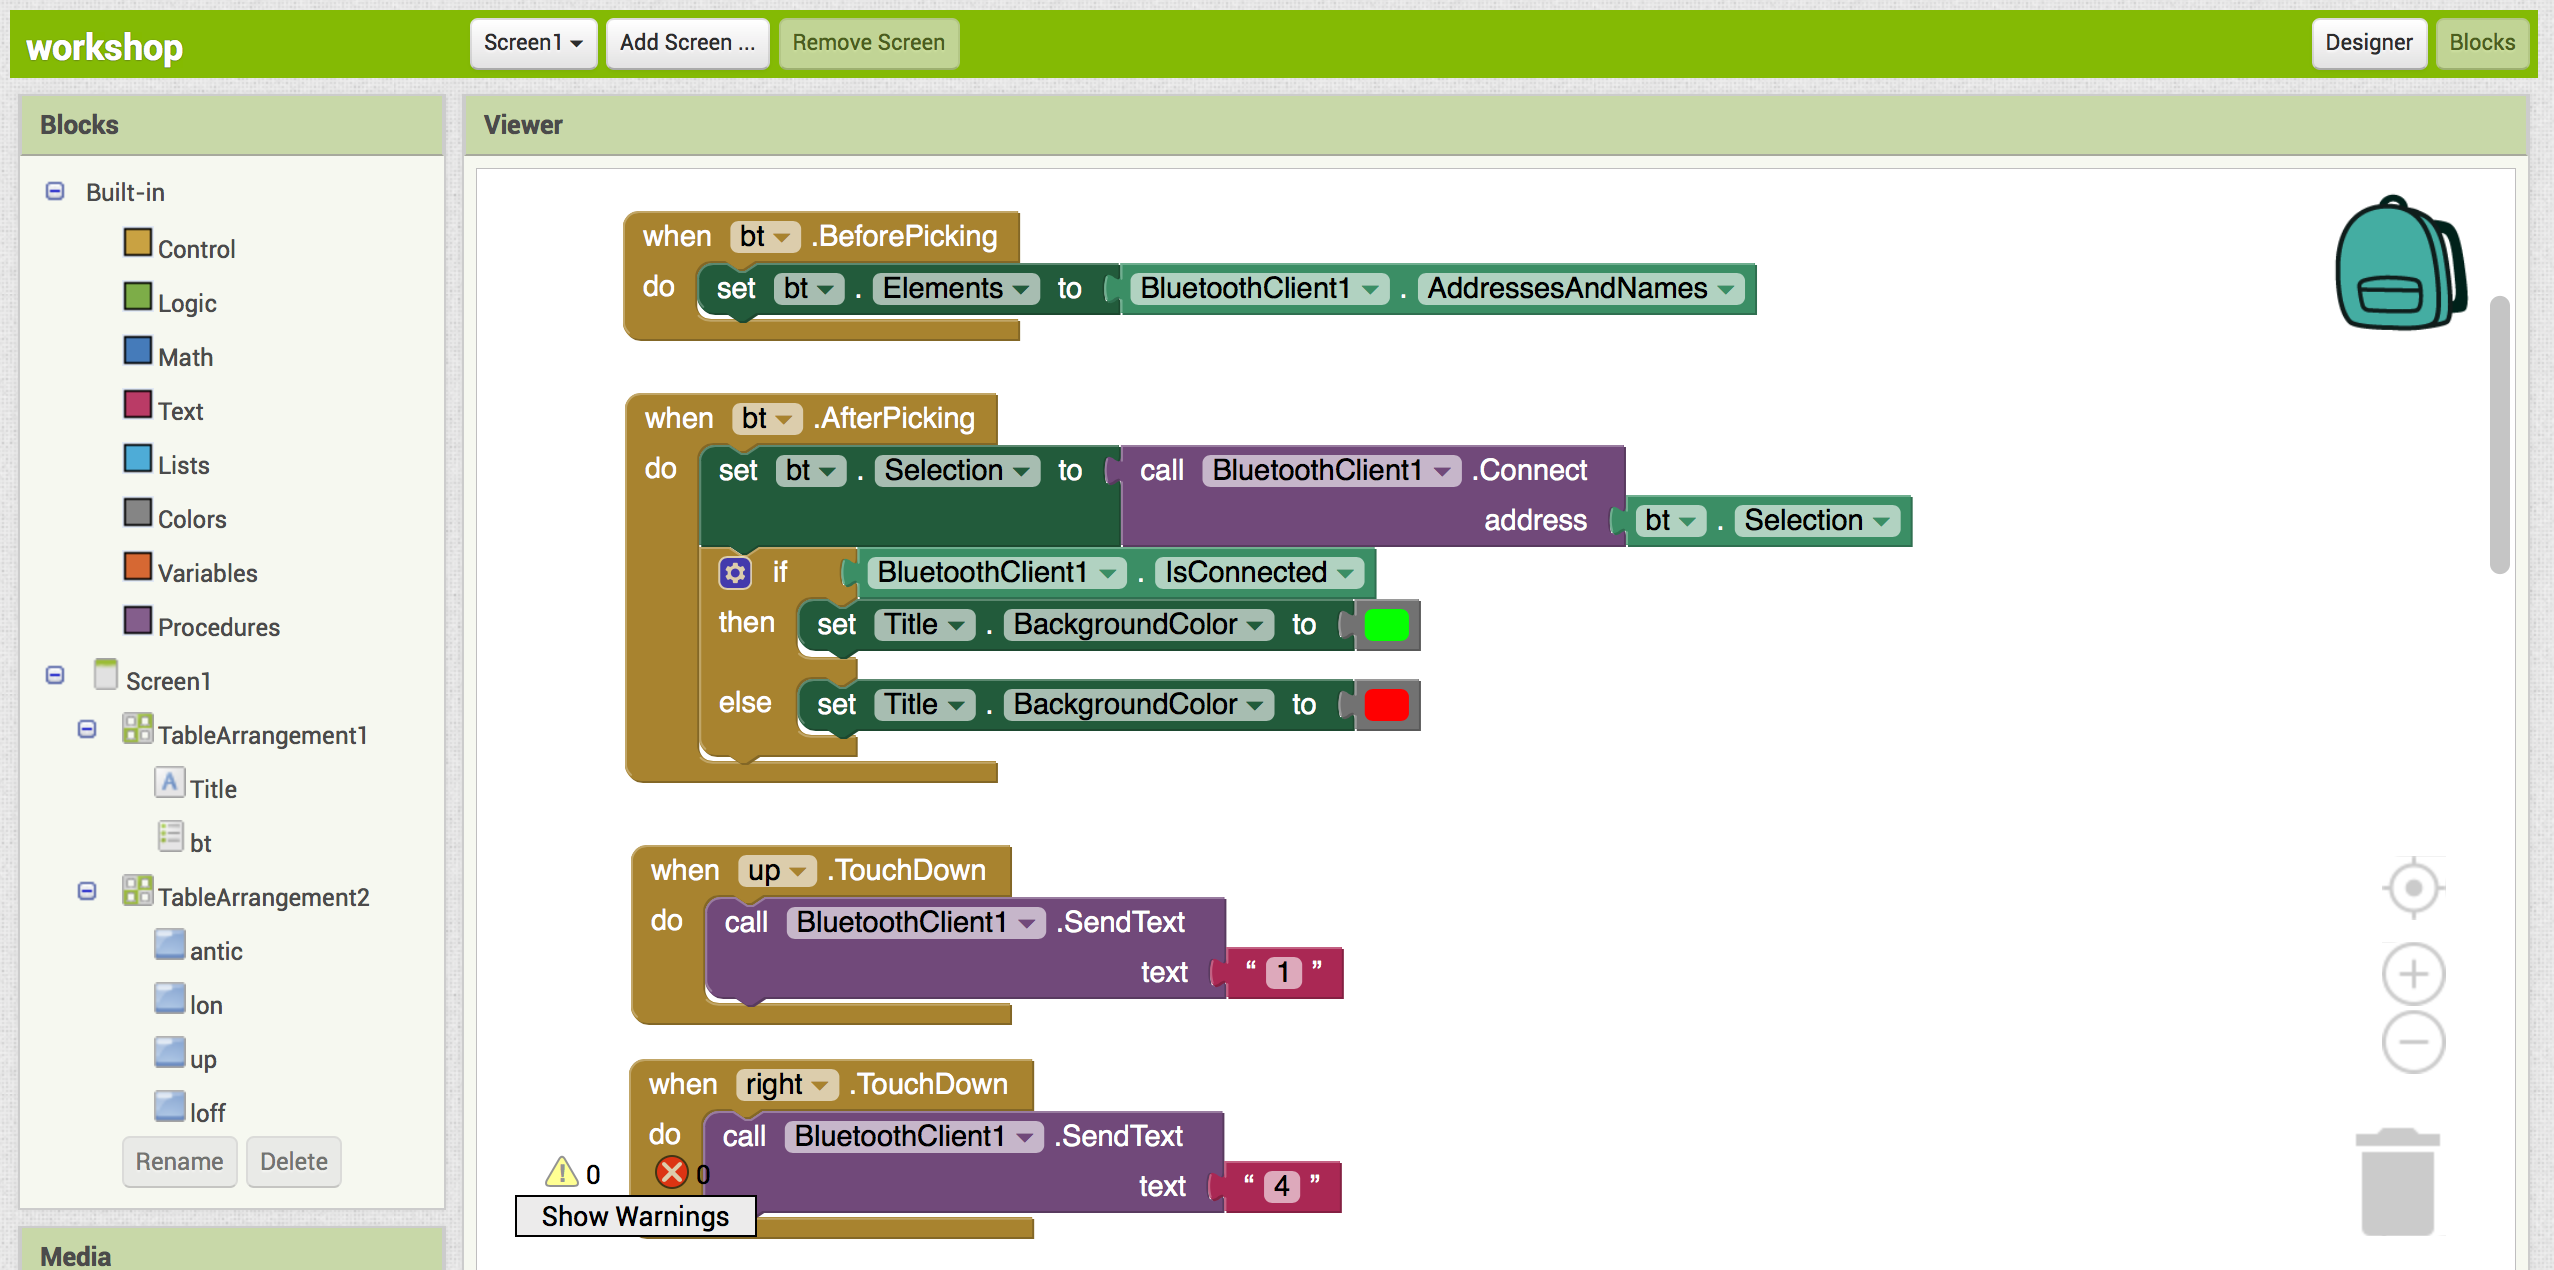 workshop
Screen1
Add Screen ...
Remove Screen
Designer
Blocks
Blocks
Built-in
Control
Logic
Math
Text
Lists
Colors
Variables
Procedures
Screen1
TableArrangement1
Title
bt
TableArrangement2
antic
lon
up
loff
Rename
Delete
Media
Viewer
when bt .BeforePicking
do set bt . Elements to BluetoothClient1 . AddressesAndNames
when bt .AfterPicking
do set bt . Selection to call BluetoothClient1 .Connect
address bt . Selection
if BluetoothClient1 . IsConnected
then set Title . BackgroundColor to
else set Title . BackgroundColor to
when up .TouchDown
do call BluetoothClient1 .SendText
text “ 1 ”
when right .TouchDown
do call BluetoothClient1 .SendText
text “ 4 ”
0 0
Show Warnings